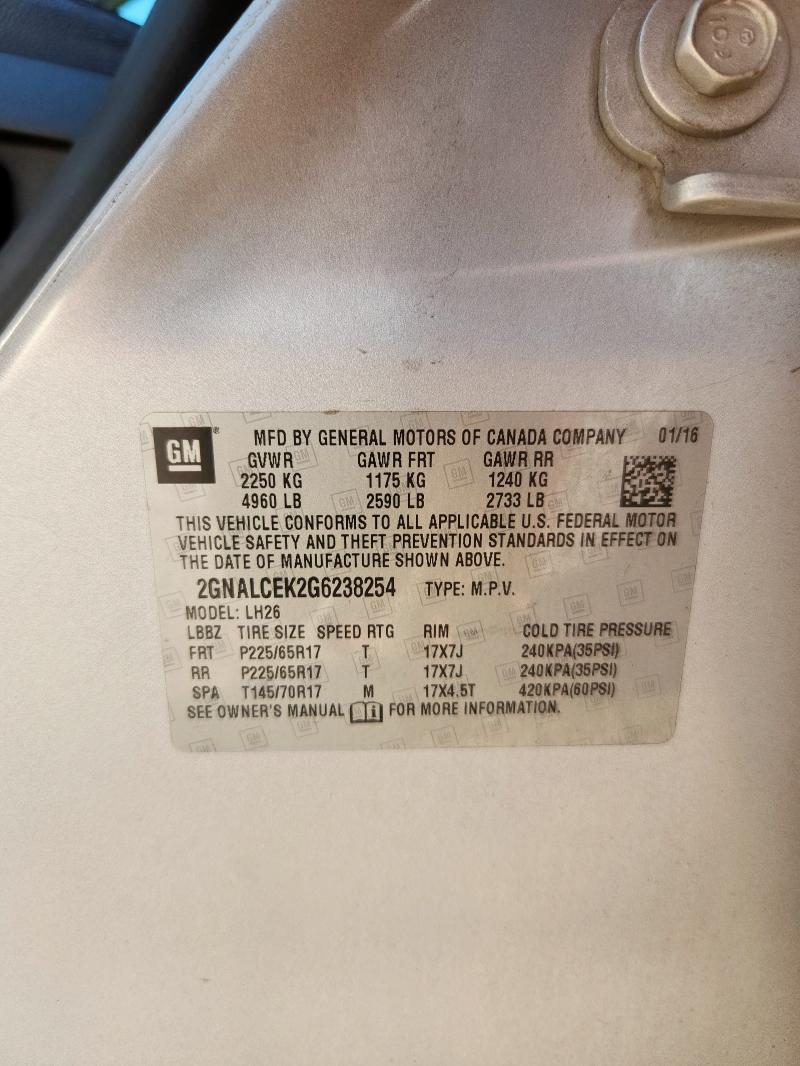 10.9
GM
MFD BY GENERAL MOTORS OF CANADA COMPANY 01/16
GVWR GAWR FRT GAWR RR
2250 KG 1175 KG 1240 KG
4960 LB 2590 LB 2733 LB
THIS VEHICLE CONFORMS TO ALL APPLICABLE U.S. FEDERAL MOTOR
VEHICLE SAFETY AND THEFT PREVENTION STANDARDS IN EFFECT ON
THE DATE OF MANUFACTURE SHOWN ABOVE.
2GNALCEK2G6238254 TYPE: M.P.V.
MODEL: LH26
LBBZ TIRE SIZE SPEED RTG RIM COLD TIRE PRESSURE
FRT P225/65R17 T 17X7J 240KPA(35PSI)
RR P225/65R17 T 17X7J 240KPA(35PSI)
SPA T145/70R17 M 17X4.5T 420KPA(60PSI)
SEE OWNER'S MANUAL FOR MORE INFORMATION.